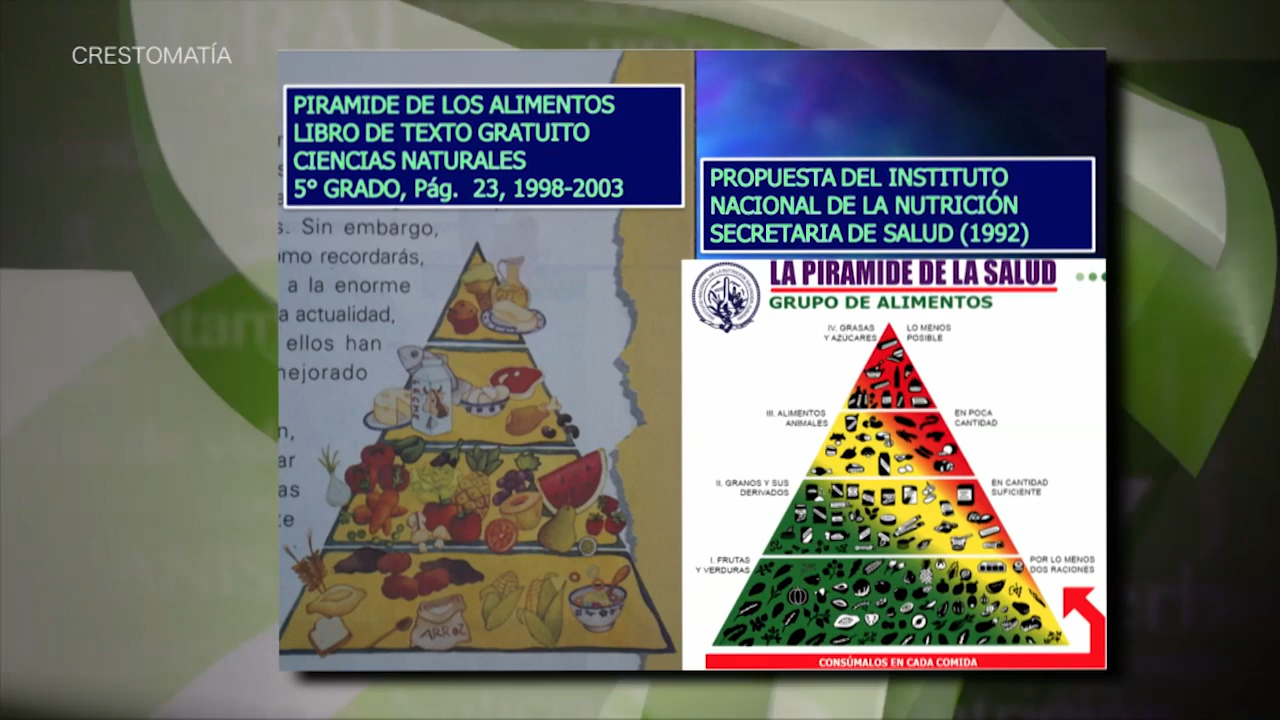 CRESTOMATÍA
PIRAMIDE DE LOS ALIMENTOS
LIBRO DE TEXTO GRATUITO
CIENCIAS NATURALES
5° GRADO, Pág. 23, 1998-2003
s. Sin embargo,
omo recordarás,
a la enorme
a actualidad,
ellos han
nejorado
n,
ar
as
te
LECHE
ARROZ
PROPUESTA DEL INSTITUTO
NACIONAL DE LA NUTRICIÓN
SECRETARIA DE SALUD (1992)
LA PIRAMIDE DE LA SALUD
GRUPO DE ALIMENTOS
IV. GRASAS
Y AZUCARES
LO MENOS
POSIBLE
III. ALIMENTOS
ANIMALES
EN POCA
CANTIDAD
II. GRANOS Y SUS
DERIVADOS
EN CANTIDAD
SUFICIENTE
I. FRUTAS
Y VERDURAS
POR LO MENOS
DOS RACIONES
CONSÚMALOS EN CADA COMIDA